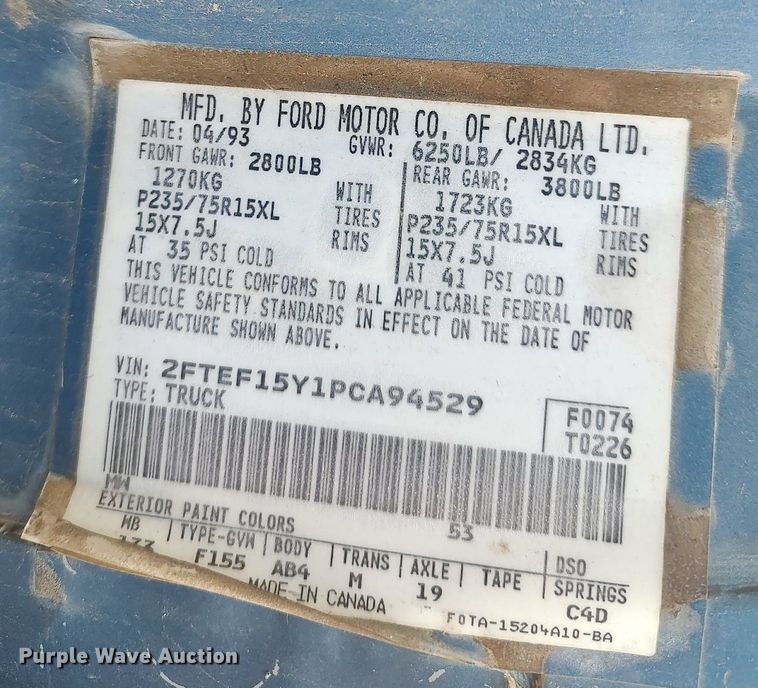 MFD. BY FORD MOTOR CO. OF CANADA LTD.
DATE: 04/93 GVWR: 6250LB/ 2834KG
FRONT GAWR: 2800LB REAR GAWR: 3800LB
1270KG WITH 1723KG WITH
P235/75R15XL TIRES P235/75R15XL TIRES
15X7.5J RIMS 15X7.5J RIMS
AT 35 PSI COLD AT 41 PSI COLD
THIS VEHICLE CONFORMS TO ALL APPLICABLE FEDERAL MOTOR
VEHICLE SAFETY STANDARDS IN EFFECT ON THE DATE OF
MANUFACTURE SHOWN ABOVE.
VIN: 2FTEF15Y1PCA94529
TYPE: TRUCK
F0074
T0226
MW
EXTERIOR PAINT COLORS 53
WB TYPE-GVW BODY TRANS AXLE TAPE DSO
F155 AB4 M 19 SPRINGS
C4D
MADE IN CANADA F0TA-15204A10-BA
Purple Wave Auction